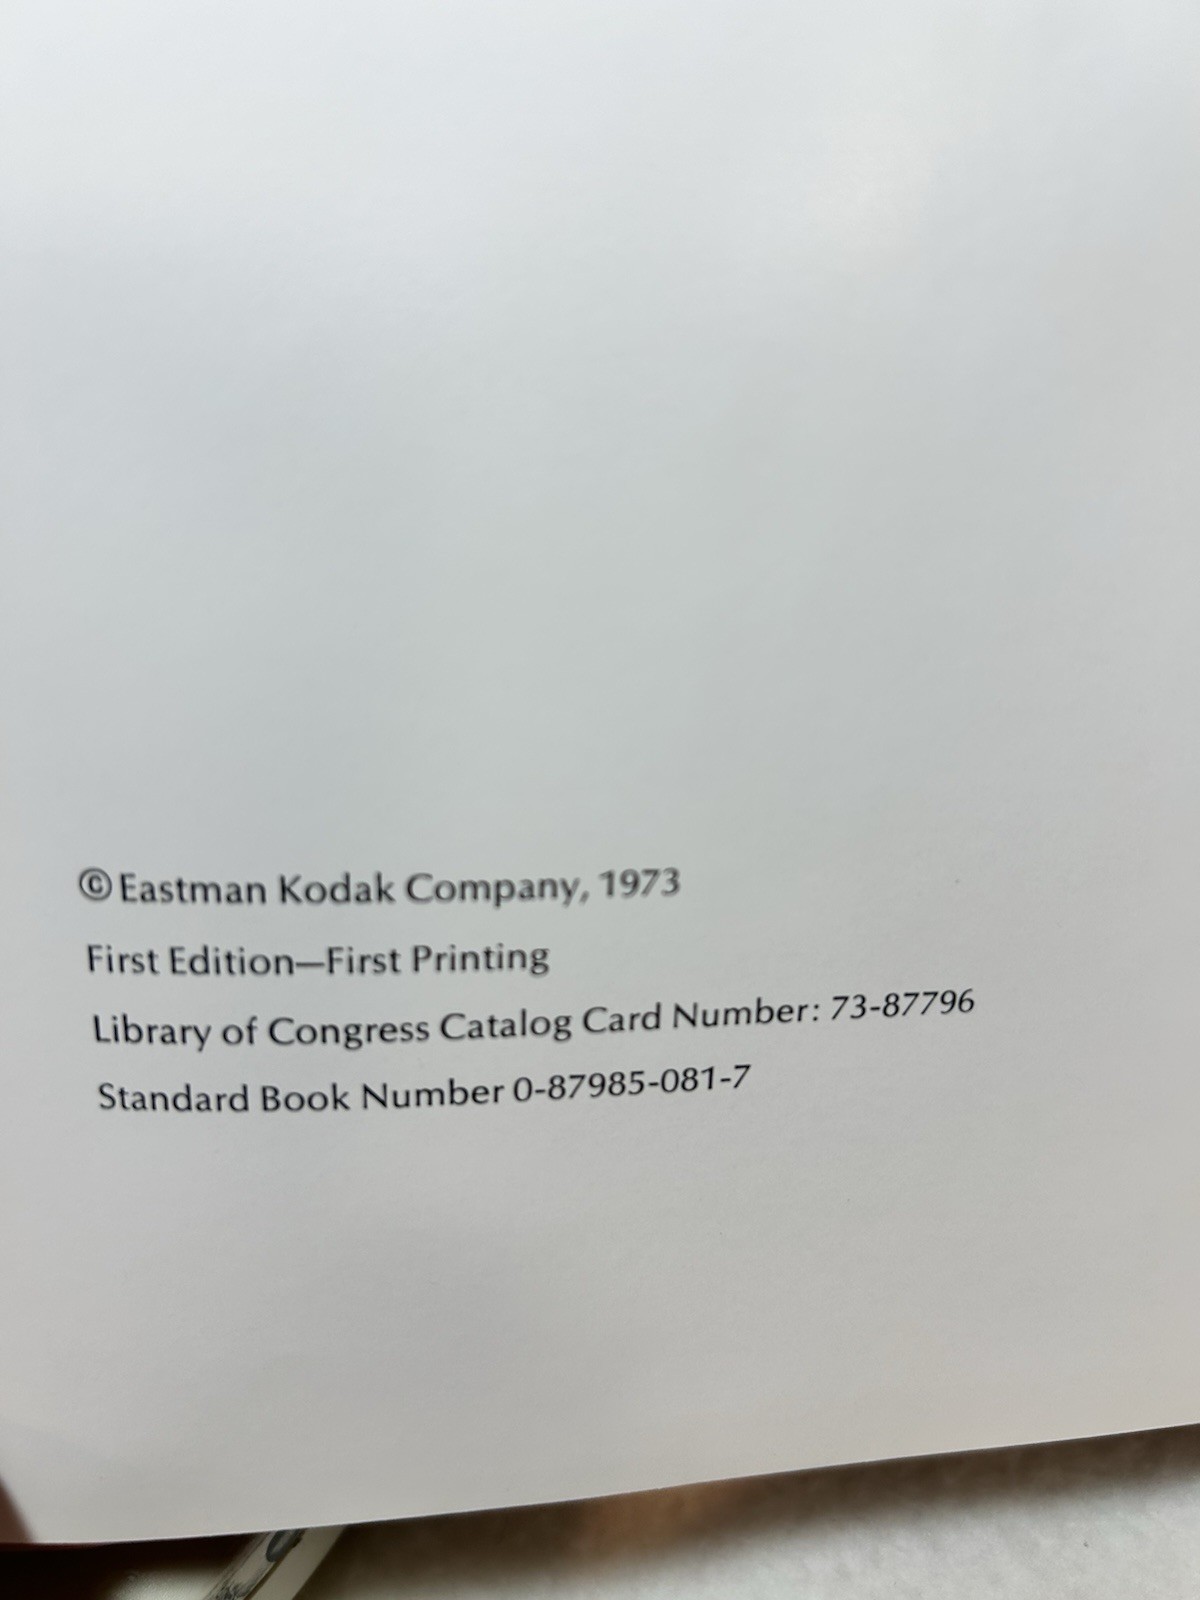 © Eastman Kodak Company, 1973
First Edition—First Printing
Library of Congress Catalog Card Number: 73-87796
Standard Book Number 0-87985-081-7